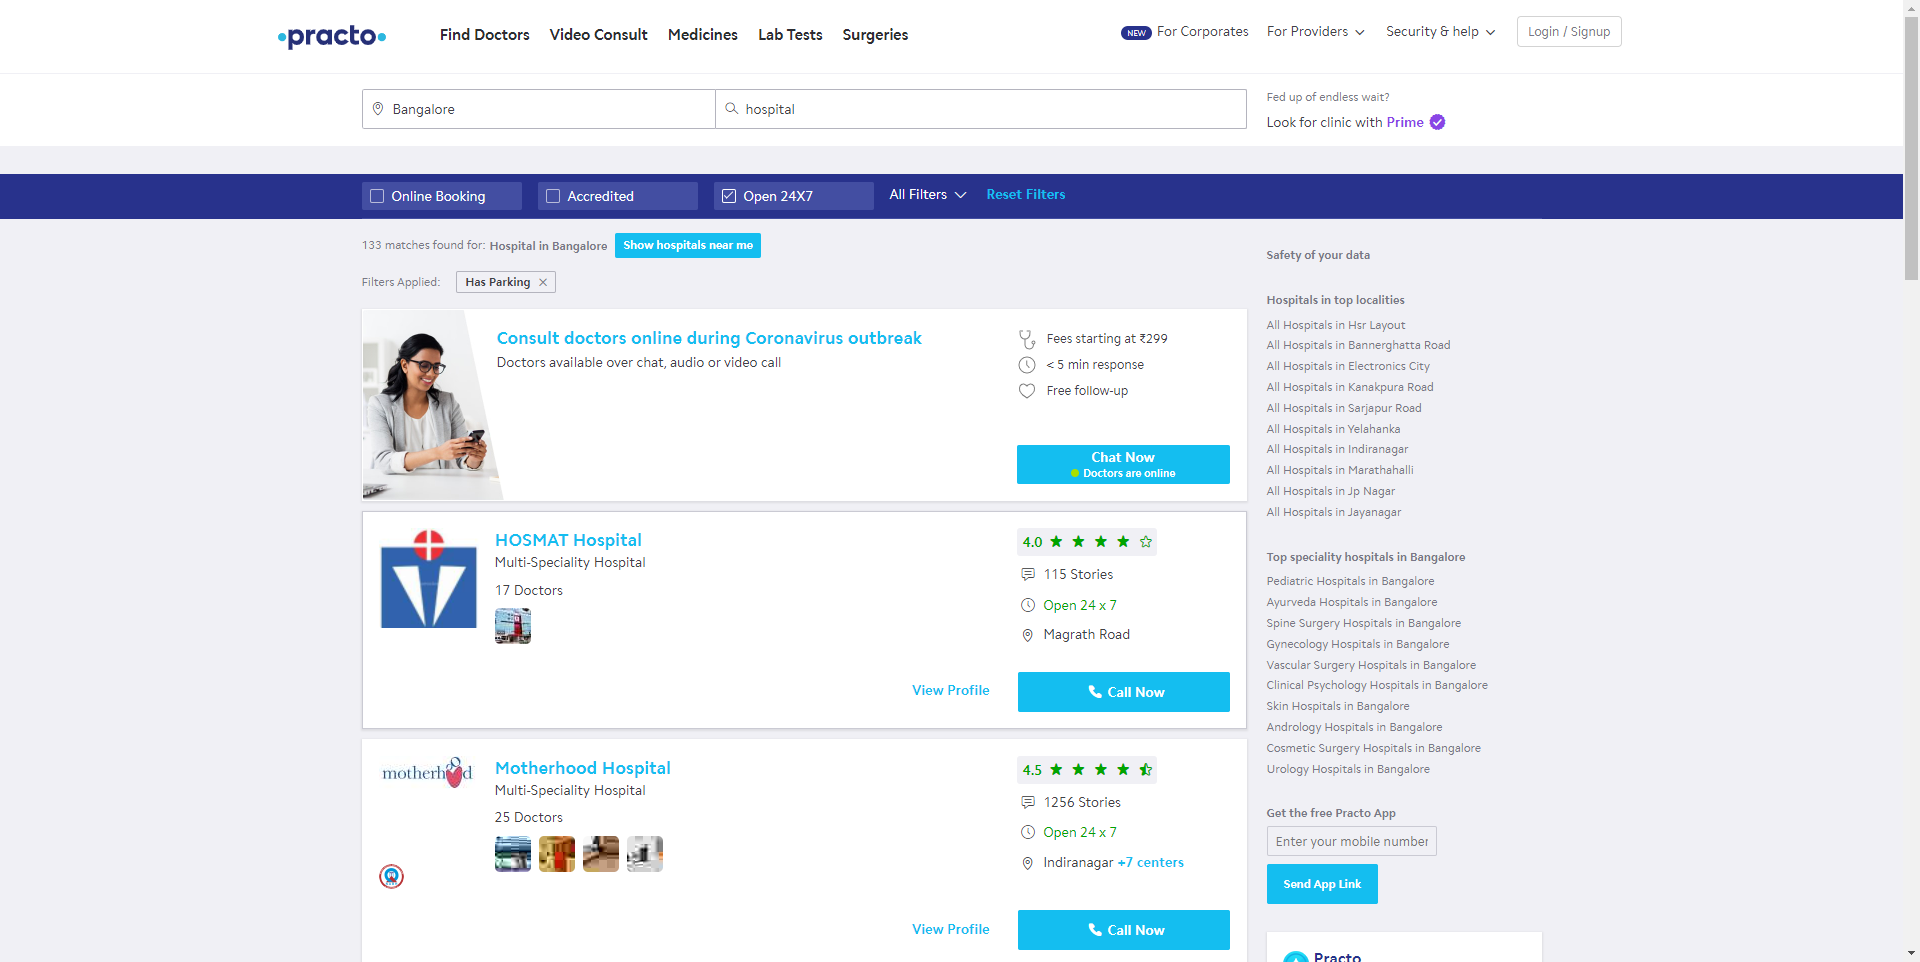 practo
Find Doctors
Video Consult
Medicines
Lab Tests
Surgeries
NEW For Corporates
For Providers
Security & help
Login / Signup
Bangalore
hospital
Fed up of endless wait?
Look for clinic with Prime
Online Booking
Accredited
Open 24X7
All Filters
Reset Filters
133 matches found for: Hospital in Bangalore
Show hospitals near me
Filters Applied:
Has Parking
Consult doctors online during Coronavirus outbreak
Doctors available over chat, audio or video call
Fees starting at ₹299
< 5 min response
Free follow-up
Chat Now
Doctors are online
HOSMAT Hospital
Multi-Speciality Hospital
17 Doctors
4.0
115 Stories
Open 24 x 7
Magrath Road
View Profile
Call Now
motherhood
Motherhood Hospital
Multi-Speciality Hospital
25 Doctors
4.5
1256 Stories
Open 24 x 7
Indiranagar +7 centers
View Profile
Call Now
Safety of your data
Hospitals in top localities
All Hospitals in Hsr Layout
All Hospitals in Bannerghatta Road
All Hospitals in Electronics City
All Hospitals in Kanakpura Road
All Hospitals in Sarjapur Road
All Hospitals in Yelahanka
All Hospitals in Indiranagar
All Hospitals in Marathahalli
All Hospitals in Jp Nagar
All Hospitals in Jayanagar
Top speciality hospitals in Bangalore
Pediatric Hospitals in Bangalore
Ayurveda Hospitals in Bangalore
Spine Surgery Hospitals in Bangalore
Gynecology Hospitals in Bangalore
Vascular Surgery Hospitals in Bangalore
Clinical Psychology Hospitals in Bangalore
Skin Hospitals in Bangalore
Andrology Hospitals in Bangalore
Cosmetic Surgery Hospitals in Bangalore
Urology Hospitals in Bangalore
Get the free Practo App
Enter your mobile number
Send App Link
Practo